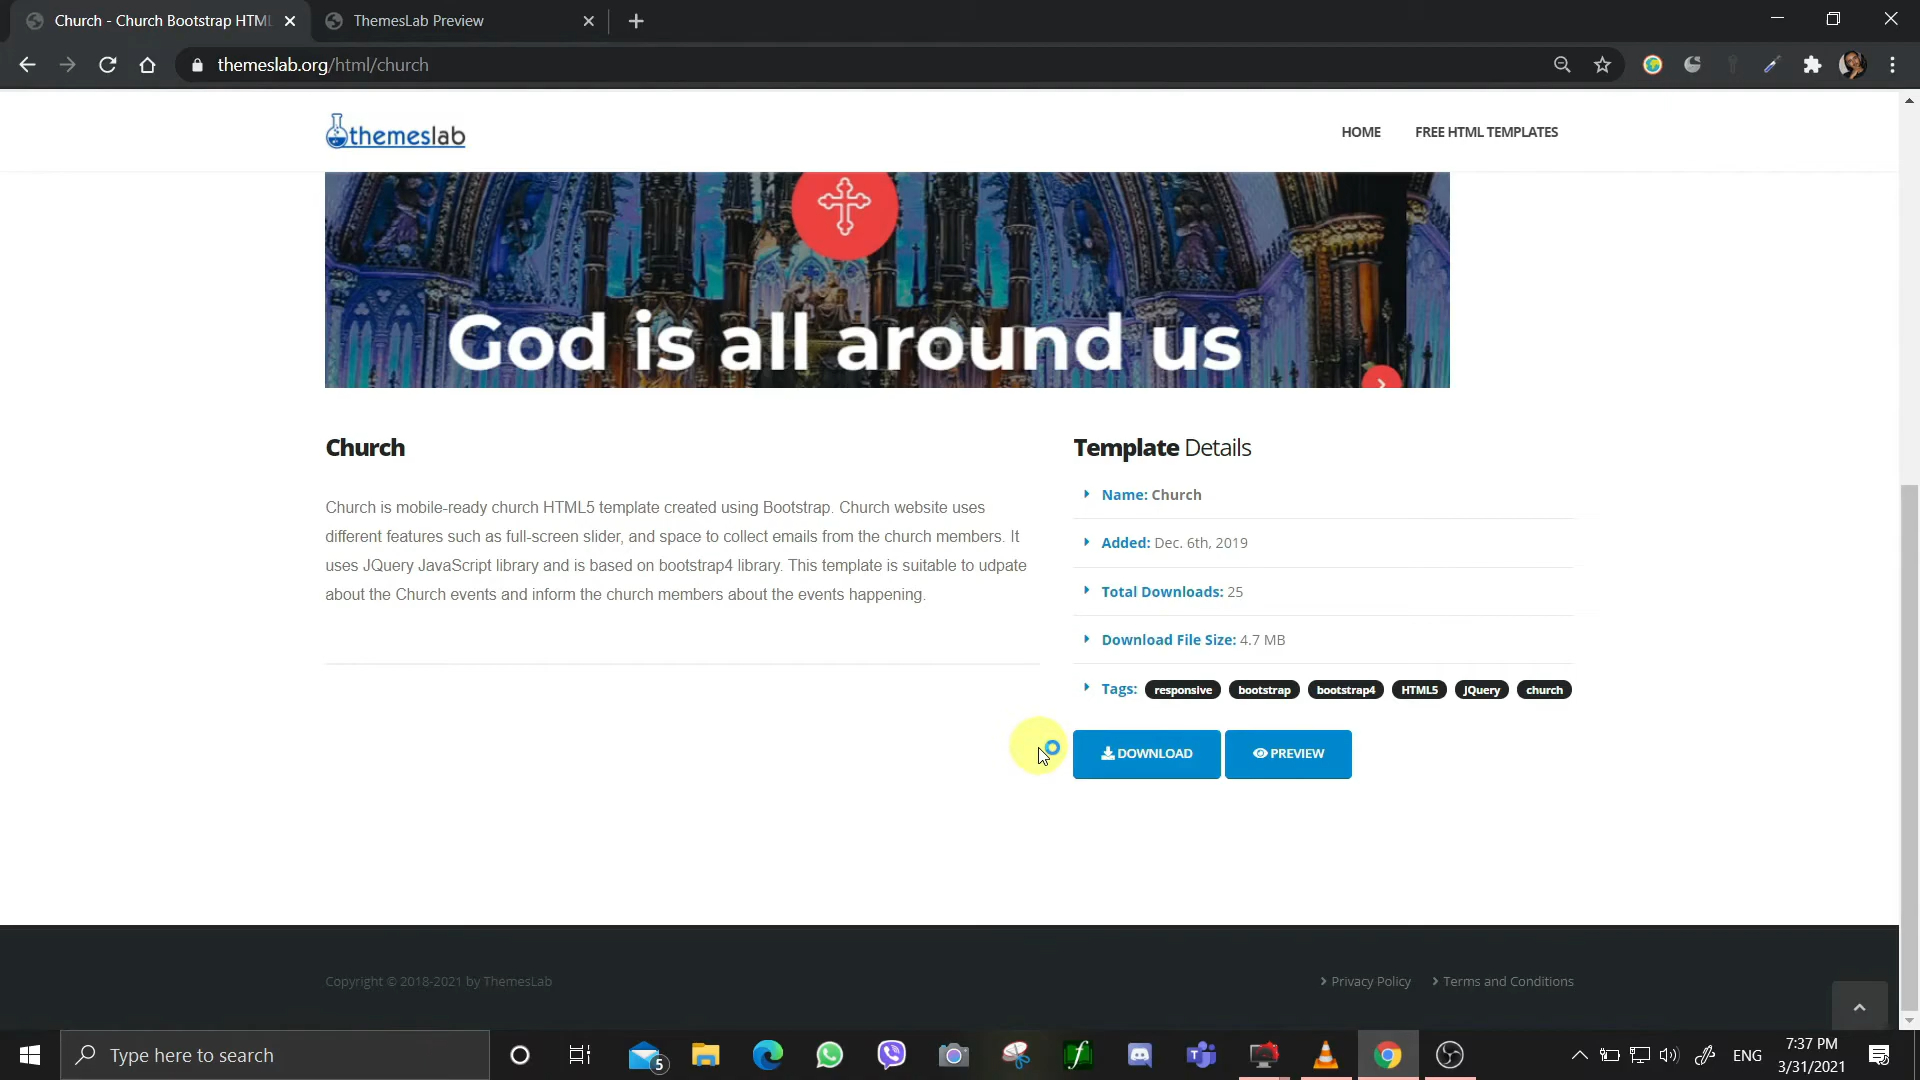 Church - Church Bootstrap HTML
ThemesLab Preview
themeslab.org/html/church
themeslab
HOME
FREE HTML TEMPLATES
God is all around us
Church
Church is mobile-ready church HTML5 template created using Bootstrap. Church website uses
different features such as full-screen slider, and space to collect emails from the church members. It
uses JQuery JavaScript library and is based on bootstrap4 library. This template is suitable to udpate
about the Church events and inform the church members about the events happening.
Template Details
Name: Church
Added: Dec. 6th, 2019
Total Downloads: 25
Download File Size: 4.7 MB
Tags: responsive bootstrap bootstrap4 HTML5 JQuery church
DOWNLOAD
PREVIEW
Copyright © 2018-2021 by ThemesLab
Privacy Policy
Terms and Conditions
Type here to search
5
ENG
7:37 PM
3/31/2021